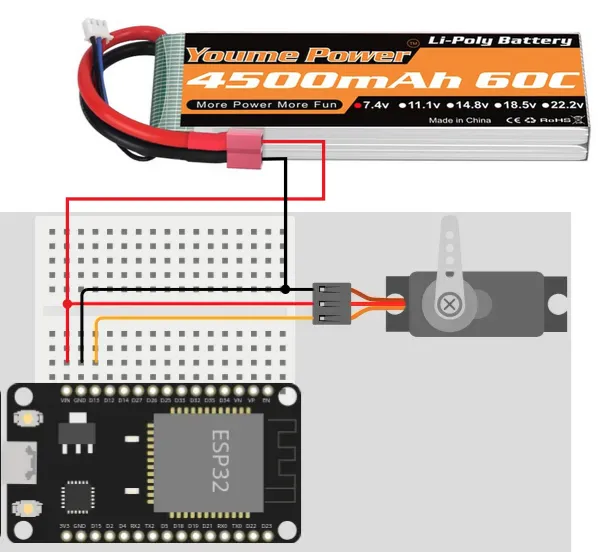 Li-Poly Battery
Youme Power TM
4500mAh 60C
More Power More Fun
7.4v 11.1v 14.8v 18.5v 22.2v
Made in China CE RoHS
VIN GND D13 D12 D14 D27 D26 D25 D33 D32 D35 D34 VN VP EN
ESP32
3V3 GND D15 D2 D4 RX2 TX2 D5 D18 D19 D21 RX0 TX0 D22 D23